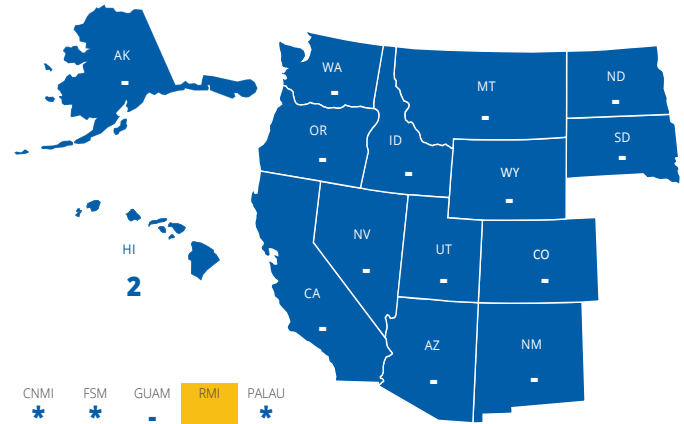 AK
-
WA
-
OR
-
ID
-
MT
-
ND
-
SD
-
WY
-
HI
2
NV
-
UT
-
CO
-
CA
-
AZ
-
NM
-
CNMI FSM GUAM RMI PALAU
* * - *